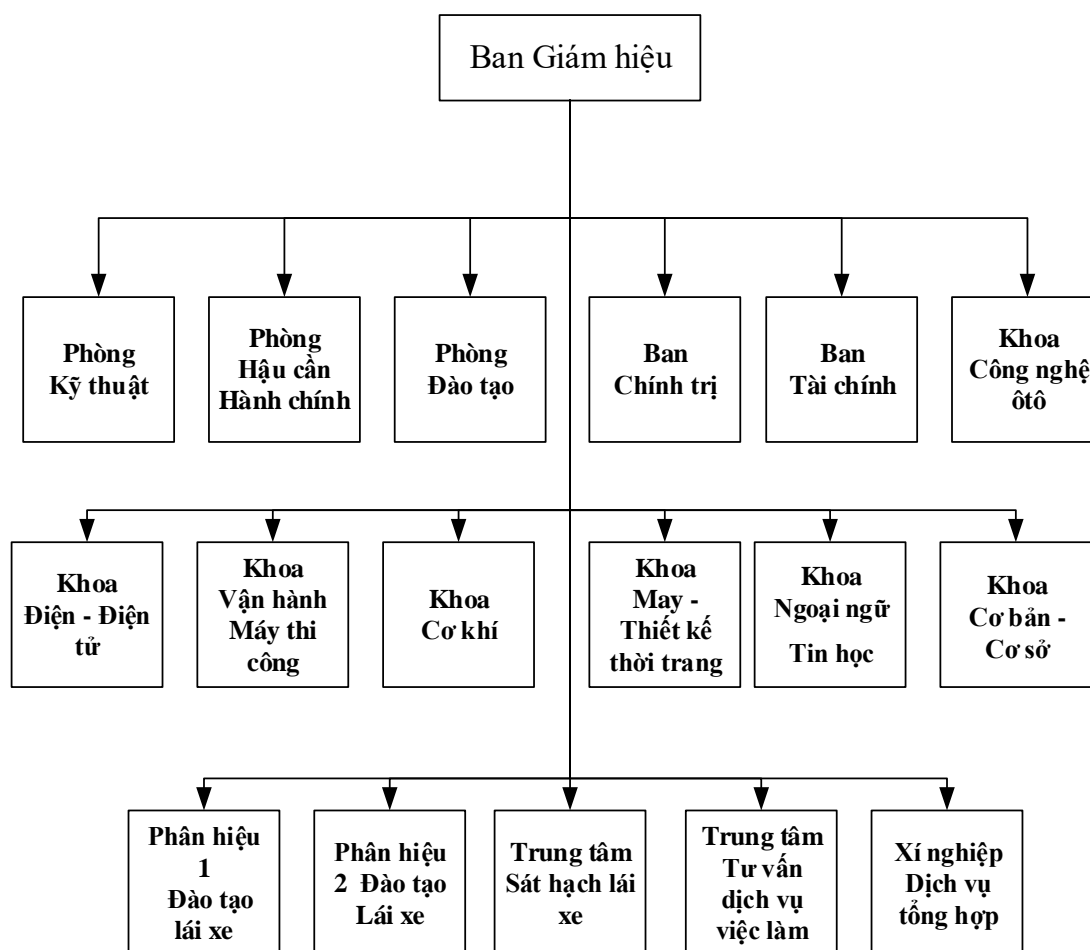 Ban Giám hiệu
Phòng
Kỹ thuật
Phòng
Hậu cần
Hành chính
Phòng
Đào tạo
Ban
Chính trị
Ban
Tài chính
Khoa
Công nghệ
ôtô
Khoa
Điện - Điện
tử
Khoa
Vận hành
Máy thi
công
Khoa
Cơ khí
Khoa
May -
Thiết kế
thời trang
Khoa
Ngoại ngữ
Tin học
Khoa
Cơ bản -
Cơ sở
Phân hiệu
1
Đào tạo
lái xe
Phân hiệu
2 Đào tạo
Lái xe
Trung tâm
Sát hạch lái
xe
Trung tâm
Tư vấn
dịch vụ
việc làm
Xí nghiệp
Dịch vụ
tổng hợp